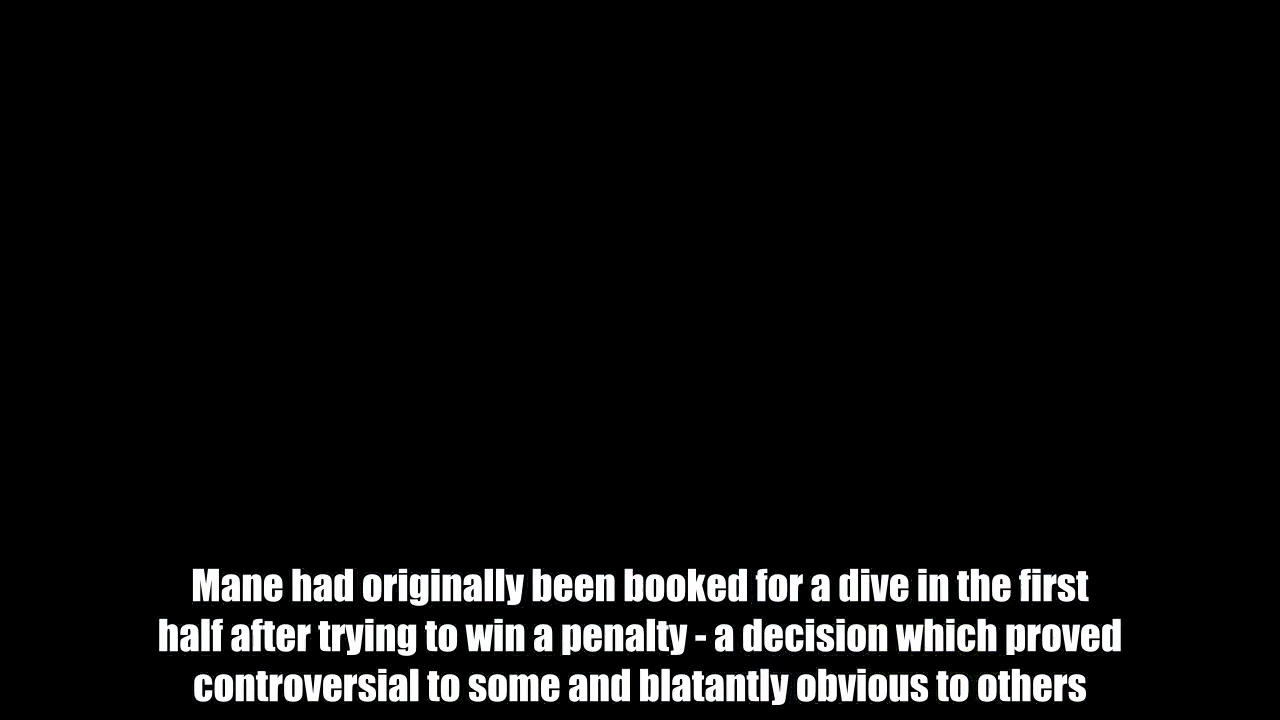 Mane had originally been booked for a dive in the first
half after trying to win a penalty - a decision which proved
controversial to some and blatantly obvious to others